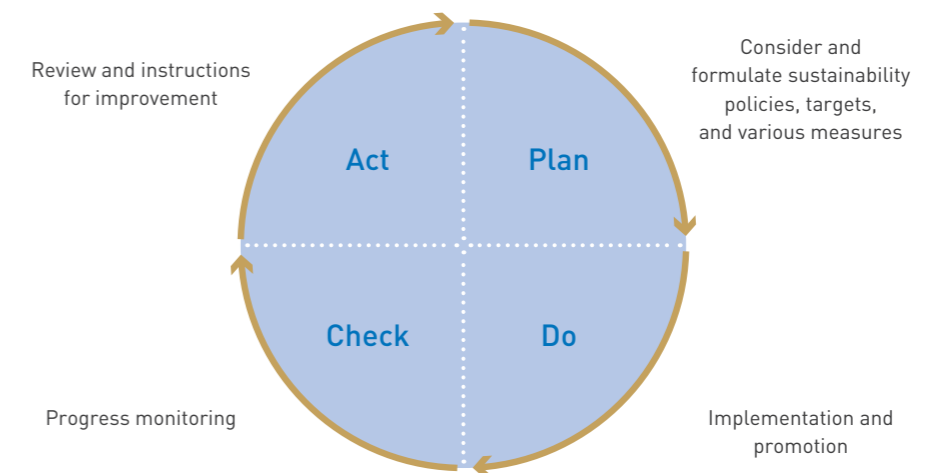 Review and instructions
for improvement
Consider and
formulate sustainability
policies, targets,
and various measures
Act
Plan
Check
Do
Progress monitoring
Implementation and
promotion